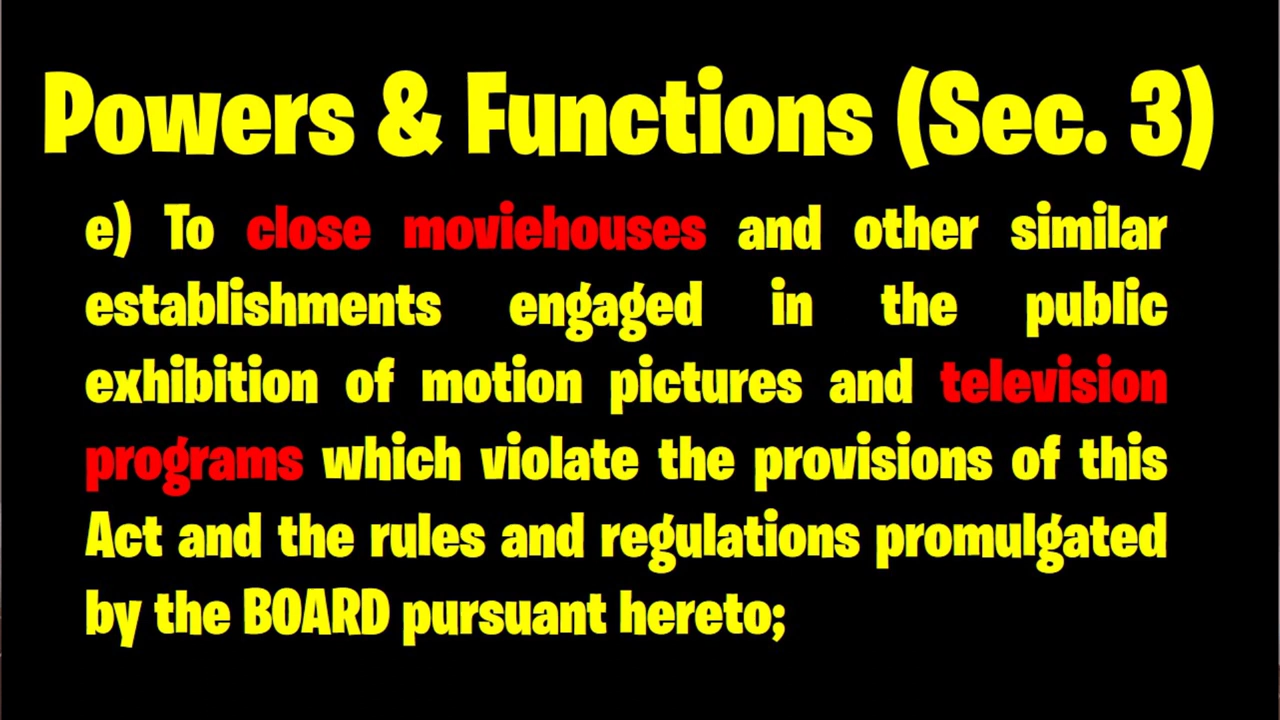 Powers & Functions (Sec. 3)
e) To close moviehouses and other similar
establishments engaged in the public
exhibition of motion pictures and television
programs which violate the provisions of this
Act and the rules and regulations promulgated
by the BOARD pursuant hereto;